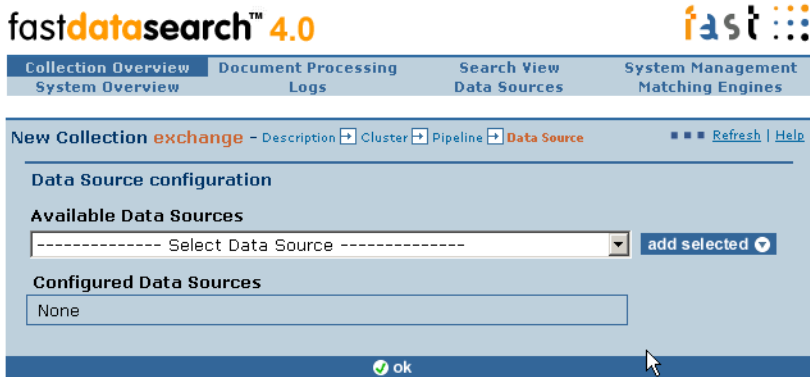 fastdatasearch™ 4.0
fast
Collection Overview Document Processing Search View System Management
System Overview Logs Data Sources Matching Engines
New Collection exchange - Description Cluster Pipeline Data Source Refresh | Help
Data Source configuration
Available Data Sources
-------------- Select Data Source -------------- add selected
Configured Data Sources
None
ok